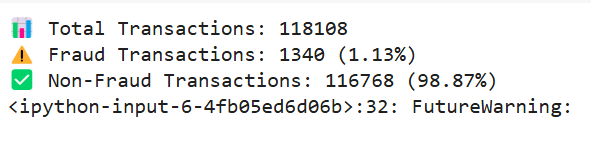 📊 Total Transactions: 118108
⚠️ Fraud Transactions: 1340 (1.13%)
✅ Non-Fraud Transactions: 116768 (98.87%)
<ipython-input-6-4fb05ed6d06b>:32: FutureWarning: